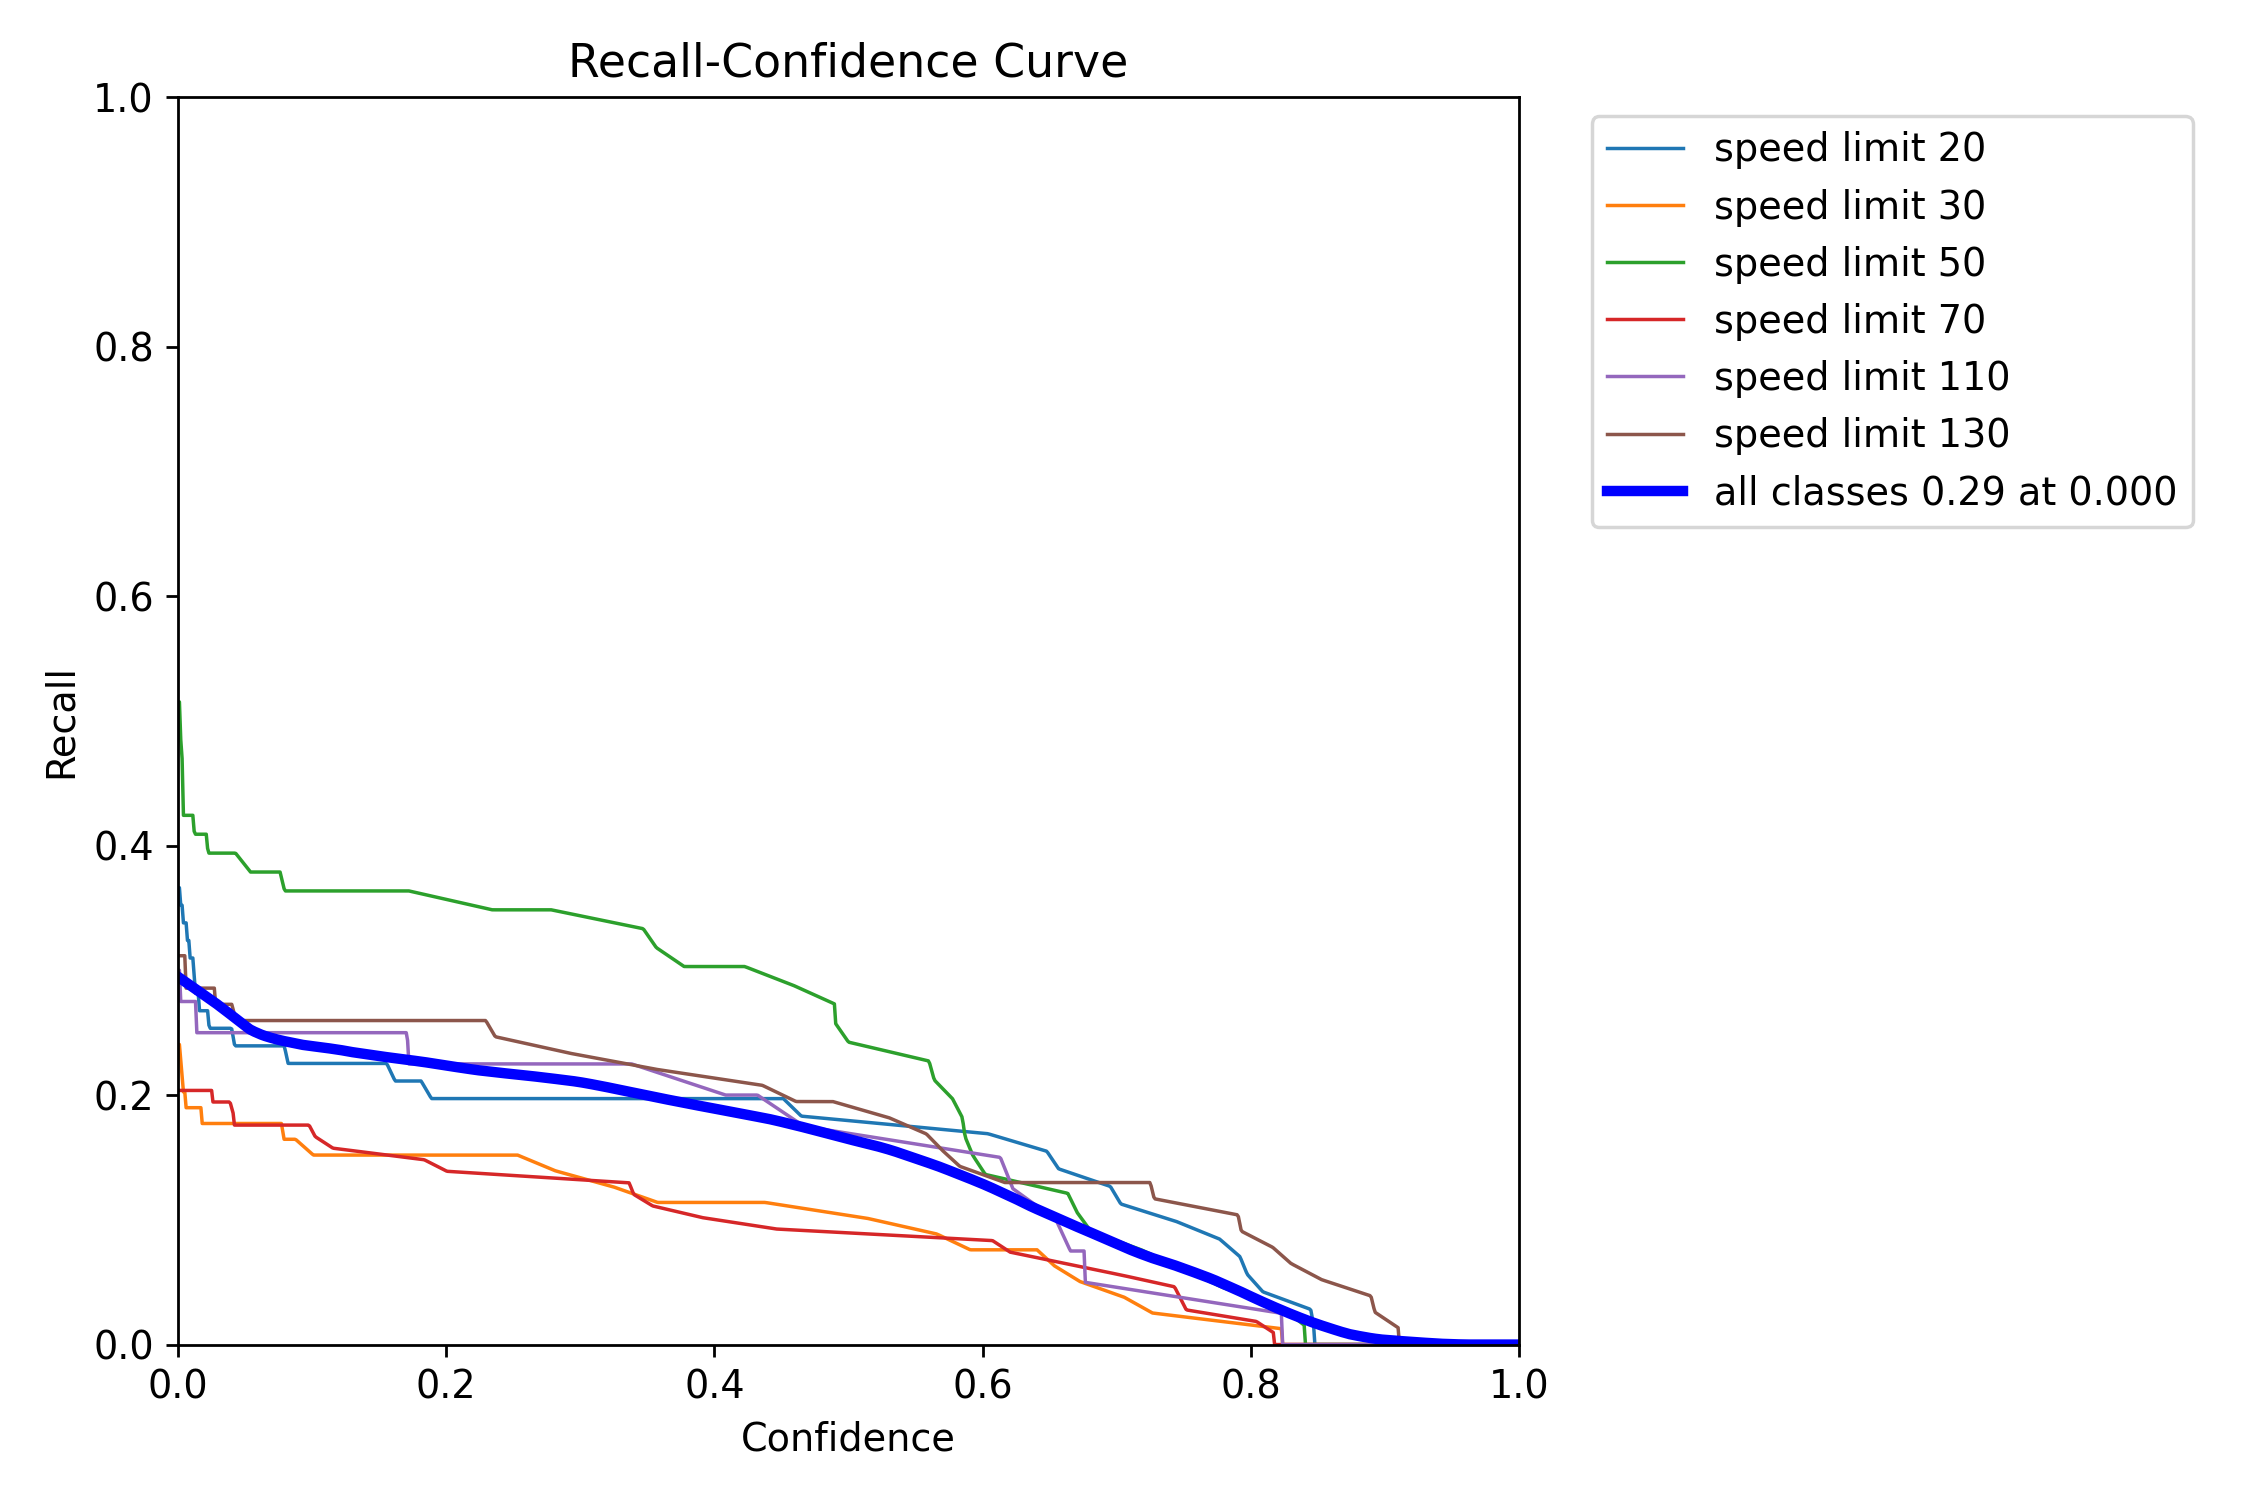 Recall-Confidence Curve
1.0
0.8
0.6
0.4
0.2
0.0
Recall
0.0 0.2 0.4 0.6 0.8 1.0
Confidence
speed limit 20
speed limit 30
speed limit 50
speed limit 70
speed limit 110
speed limit 130
all classes 0.29 at 0.000